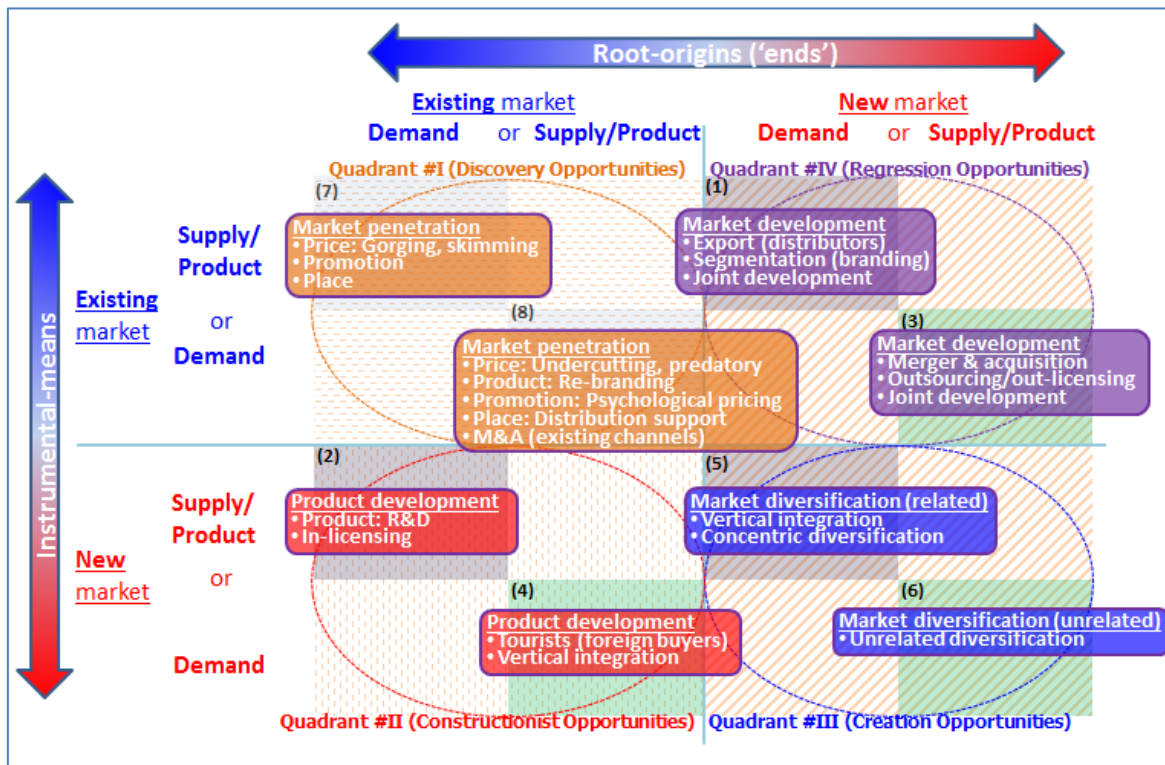 Root-origins ('ends')
Existing market
New market
Demand or Supply/Product
Demand or Supply/Product
Quadrant #I (Discovery Opportunities)
Quadrant #IV (Regression Opportunities)
Instrumental-means
Existing
market
Supply/
Product
or
Demand
(7)
Market penetration
• Price: Gorging, skimming
• Promotion
• Place
(8)
Market penetration
• Price: Undercutting, predatory
• Product: Re-branding
• Promotion: Psychological pricing
• Place: Distribution support
• M&A (existing channels)
(1)
Market development
• Export (distributors)
• Segmentation (branding)
• Joint development
(3)
Market development
• Merger & acquisition
• Outsourcing/out-licensing
• Joint development
New
market
Supply/
Product
or
Demand
(2)
Product development
• Product: R&D
• In-licensing
(4)
Product development
• Tourists (foreign buyers)
• Vertical integration
(5)
Market diversification (related)
• Vertical integration
• Concentric diversification
(6)
Market diversification (unrelated)
• Unrelated diversification
Quadrant #II (Constructionist Opportunities)
Quadrant #III (Creation Opportunities)